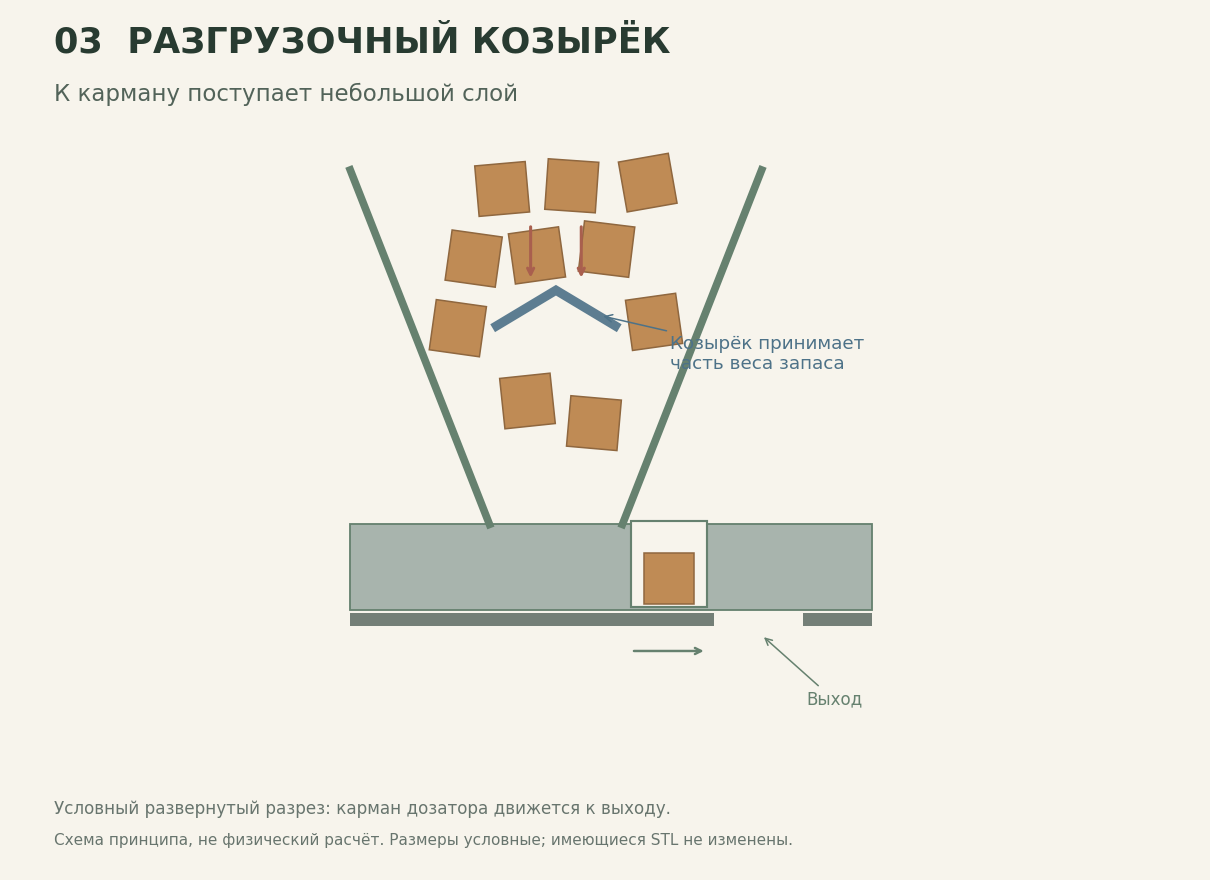 03 РАЗГРУЗОЧНЫЙ КОЗЫРЁК
К карману поступает небольшой слой
Козырёк принимает
часть веса запаса
Выход
Условный развернутый разрез: карман дозатора движется к выходу.
Схема принципа, не физический расчёт. Размеры условные; имеющиеся STL не изменены.